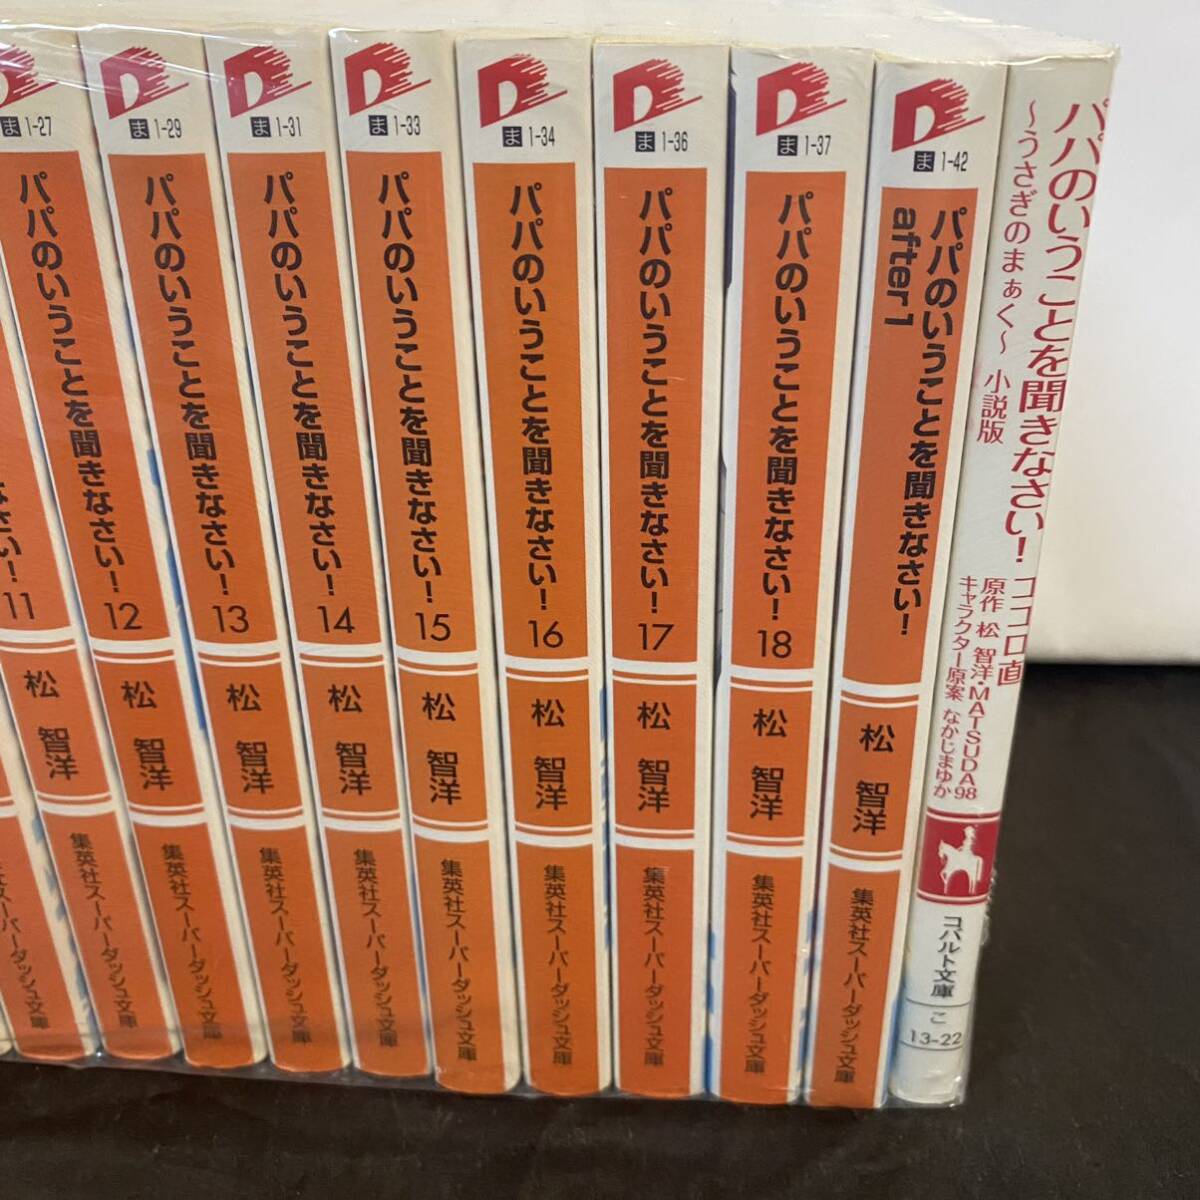 なさい! 11
松 智洋
社スーパーダッシュ文庫
D
ま 1-27
パパのいうことを聞きなさい! 12
松 智洋
集英社スーパーダッシュ文庫
D
ま 1-29
パパのいうことを聞きなさい! 13
松 智洋
集英社スーパーダッシュ文庫
D
ま 1-31
パパのいうことを聞きなさい! 14
松 智洋
集英社スーパーダッシュ文庫
D
ま 1-33
パパのいうことを聞きなさい! 15
松 智洋
集英社スーパーダッシュ文庫
D
ま 1-34
パパのいうことを聞きなさい! 16
松 智洋
集英社スーパーダッシュ文庫
D
ま 1-36
パパのいうことを聞きなさい! 17
松 智洋
集英社スーパーダッシュ文庫
D
ま 1-37
パパのいうことを聞きなさい! 18
松 智洋
集英社スーパーダッシュ文庫
D
ま 1-42
パパのいうことを聞きなさい!
after1
松 智洋
集英社スーパーダッシュ文庫
パパのいうことを聞きなさい!
～うさぎのまぁく～ 小説版
ココロ直
原作 松 智洋・MATSUDA98
キャラクター原案 なかじまゆか
コバルト文庫
こ
13-22